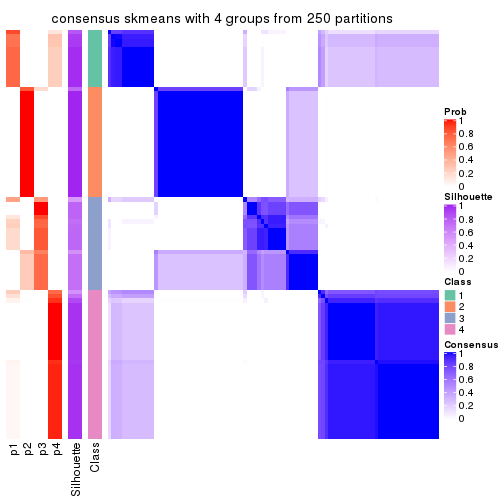 consensus skmeans with 4 groups from 250 partitions
Prob
1
0.8
0.6
0.4
0.2
0
Silhouette
1
0.8
0.6
0.4
0.2
0
Class
1
2
3
4
Consensus
1
0.8
0.6
0.4
0.2
0
p1
p2
p3
p4
Silhouette
Class